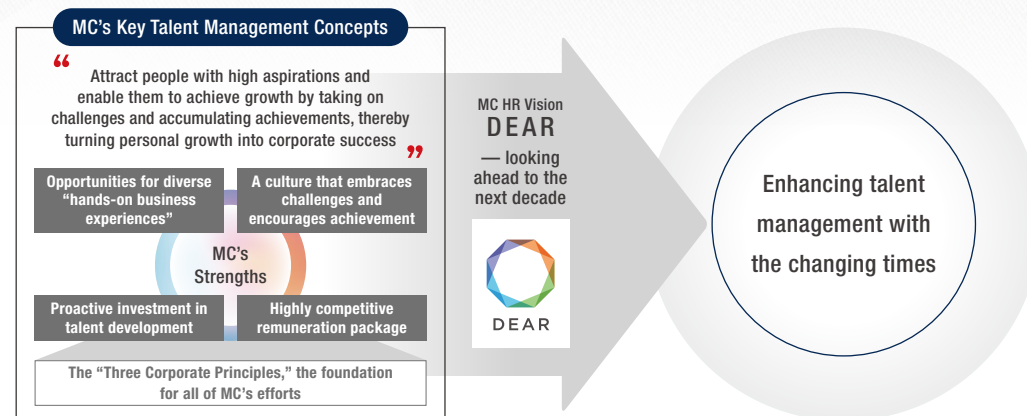 MC’s Key Talent Management Concepts
“
Attract people with high aspirations and
enable them to achieve growth by taking on
challenges and accumulating achievements, thereby
turning personal growth into corporate success
”
Opportunities for diverse
“hands-on business
experiences”
A culture that embraces
challenges and
encourages achievement
MC’s
Strengths
Proactive investment in
talent development
Highly competitive
remuneration package
The “Three Corporate Principles,” the foundation
for all of MC’s efforts
MC HR Vision
DEAR
— looking
ahead to the
next decade
DEAR
Enhancing talent
management with
the changing times